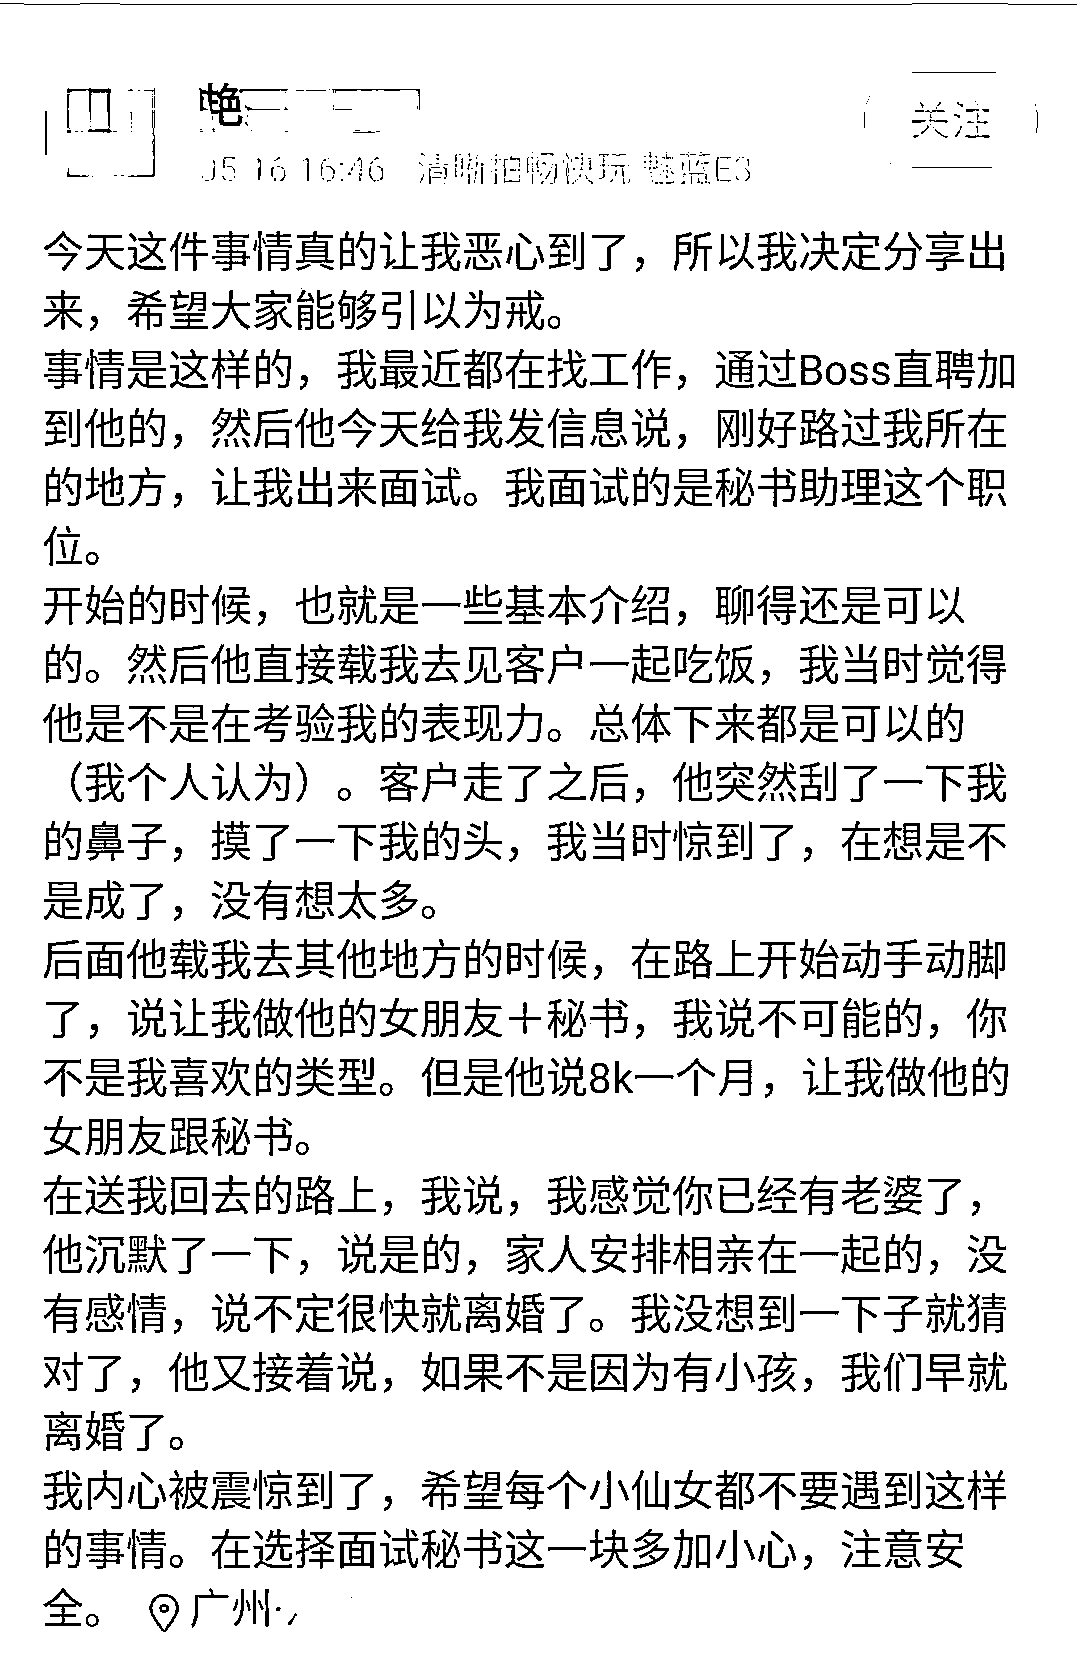 艳
关注
05-16 16:46 清晰拍畅快玩 魅蓝E3
今天这件事情真的让我恶心到了，所以我决定分享出
来，希望大家能够引以为戒。
事情是这样的，我最近都在找工作，通过Boss直聘加
到他的，然后他今天给我发信息说，刚好路过我所在
的地方，让我出来面试。我面试的是秘书助理这个职
位。
开始的时候，也就是一些基本介绍，聊得还是可以
的。然后他直接载我去见客户一起吃饭，我当时觉得
他是不是在考验我的表现力。总体下来都是可以的
（我个人认为）。客户走了之后，他突然刮了一下我
的鼻子，摸了一下我的头，我当时惊到了，在想是不
是成了，没有想太多。
后面他载我去其他地方的时候，在路上开始动手动脚
了，说让我做他的女朋友＋秘书，我说不可能的，你
不是我喜欢的类型。但是他说8k一个月，让我做他的
女朋友跟秘书。
在送我回去的路上，我说，我感觉你已经有老婆了，
他沉默了一下，说是的，家人安排相亲在一起的，没
有感情，说不定很快就离婚了。我没想到一下子就猜
对了，他又接着说，如果不是因为有小孩，我们早就
离婚了。
我内心被震惊到了，希望每个小仙女都不要遇到这样
的事情。在选择面试秘书这一块多加小心，注意安
全。 广州·